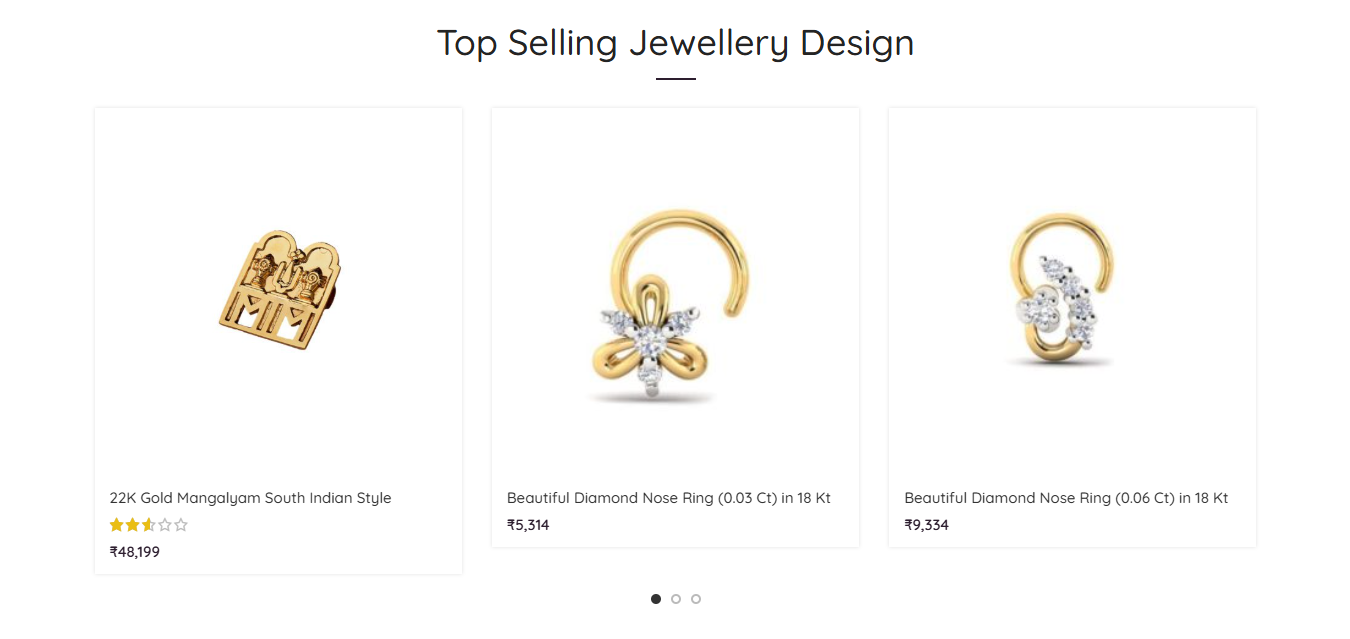 Top Selling Jewellery Design
22K Gold Mangalyam South Indian Style
₹48,199
Beautiful Diamond Nose Ring (0.03 Ct) in 18 Kt
₹5,314
Beautiful Diamond Nose Ring (0.06 Ct) in 18 Kt
₹9,334